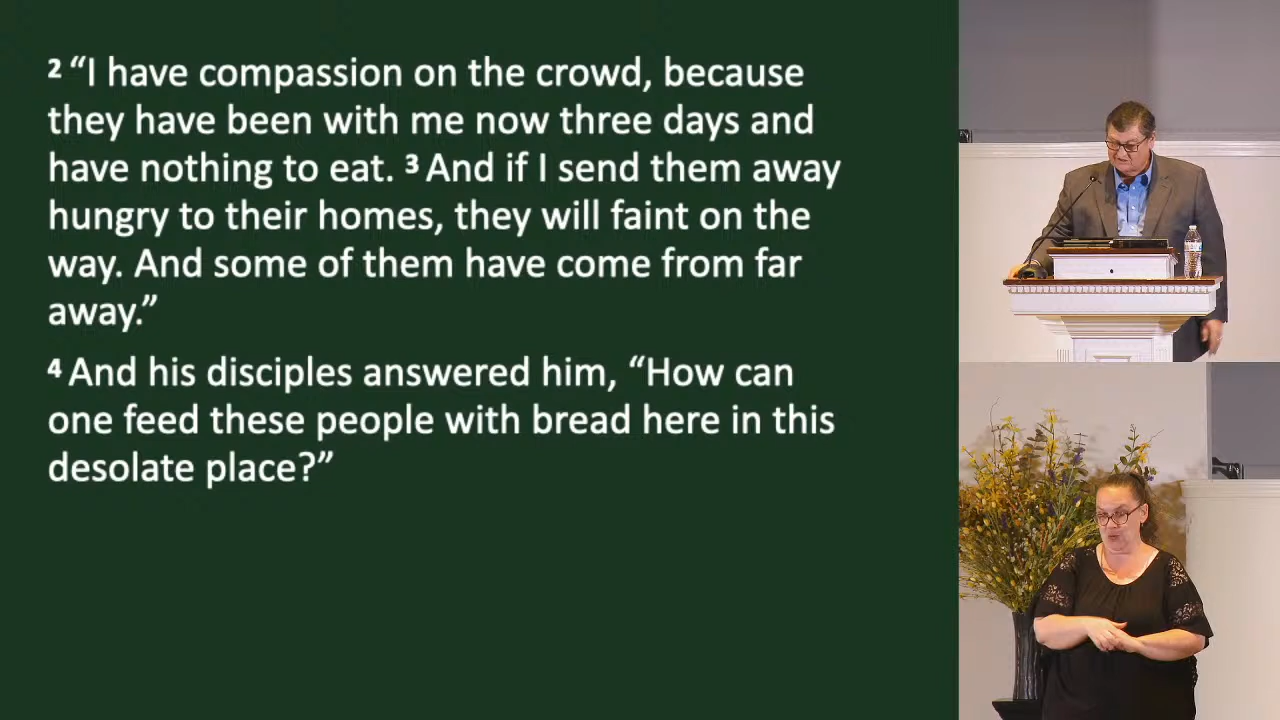 2 “I have compassion on the crowd, because
they have been with me now three days and
have nothing to eat. 3 And if I send them away
hungry to their homes, they will faint on the
way. And some of them have come from far
away.”
4 And his disciples answered him, “How can
one feed these people with bread here in this
desolate place?”